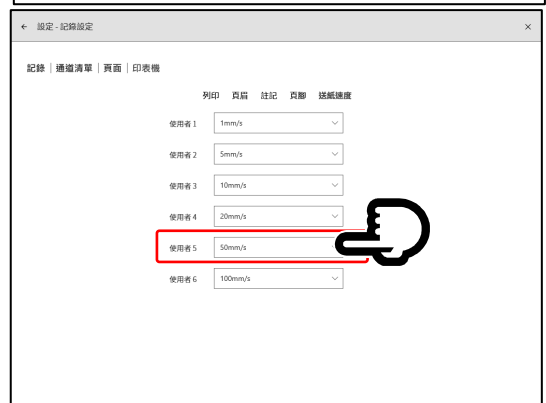 ← 設定 - 記錄設定 ×
記錄 | 通道清單 | 頁面 | 印表機
列印 頁眉 註記 頁腳 送紙速度
使用者 1 1mm/s
使用者 2 5mm/s
使用者 3 10mm/s
使用者 4 20mm/s
使用者 5 50mm/s
使用者 6 100mm/s